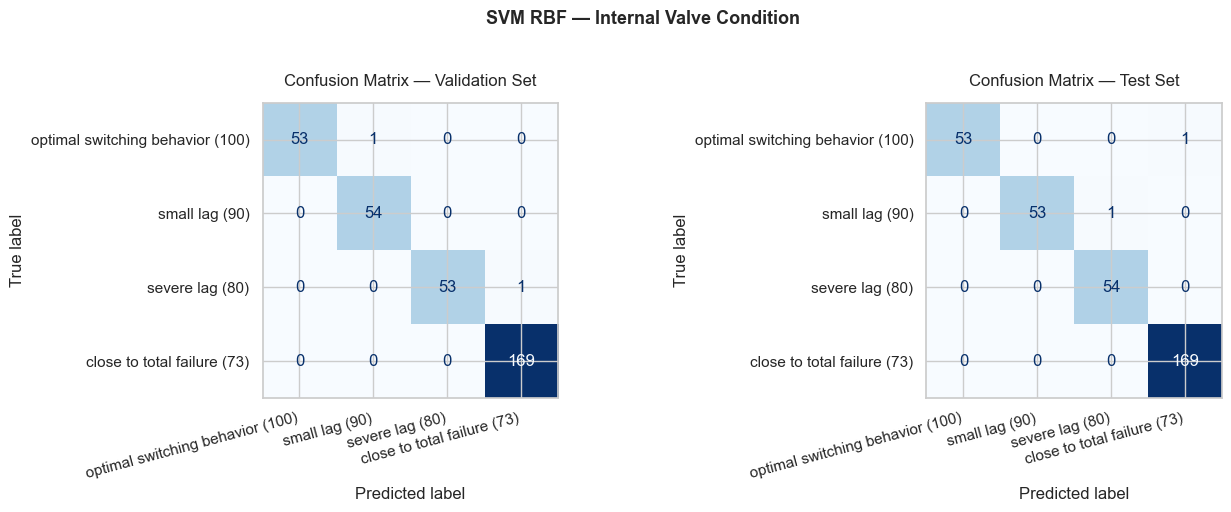 SVM RBF — Internal Valve Condition
Confusion Matrix — Validation Set
optimal switching behavior (100) 53 1 0 0
small lag (90) 0 54 0 0
severe lag (80) 0 0 53 1
close to total failure (73) 0 0 0 169
True label
optimal switching behavior (100)
small lag (90)
severe lag (80)
close to total failure (73)
Predicted label
Confusion Matrix — Test Set
optimal switching behavior (100) 53 0 0 1
small lag (90) 0 53 1 0
severe lag (80) 0 0 54 0
close to total failure (73) 0 0 0 169
True label
optimal switching behavior (100)
small lag (90)
severe lag (80)
close to total failure (73)
Predicted label